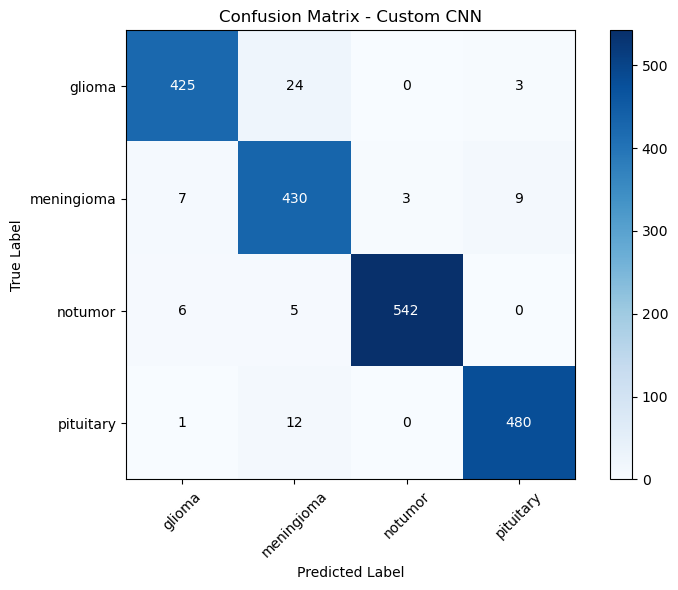 Confusion Matrix - Custom CNN
True Label
glioma 425 24 0 3
meningioma 7 430 3 9
notumor 6 5 542 0
pituitary 1 12 0 480
glioma meningioma notumor pituitary
Predicted Label
500
400
300
200
100
0